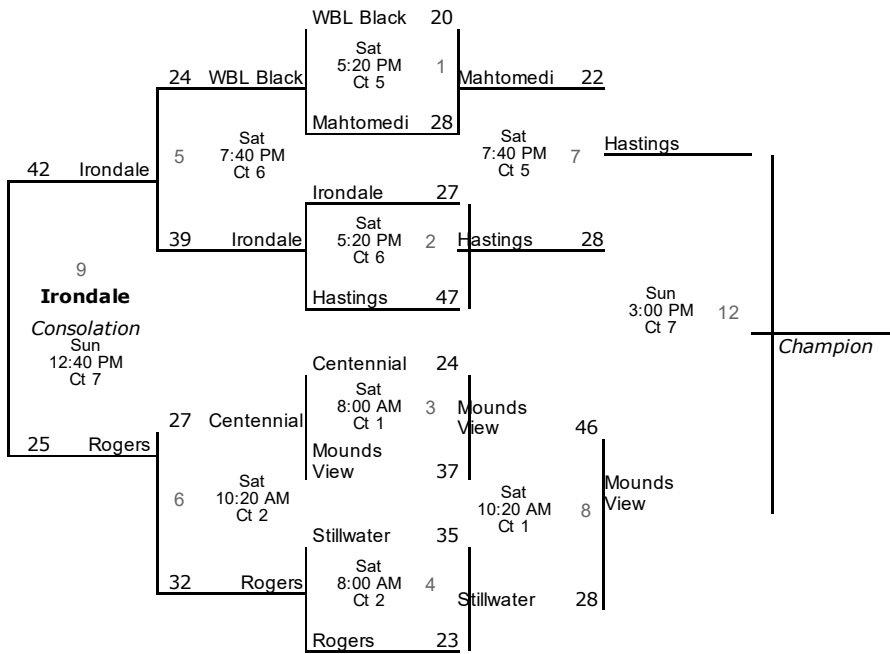 WBL Black 20
Sat
5:20 PM 1
Ct 5
24 WBL Black
Mahtomedi 22
Mahtomedi 28
Sat
7:40 PM
Ct 6
5
Sat
7:40 PM
Ct 5
7
Hastings
42 Irondale
Irondale 27
Sat
5:20 PM 2
Ct 6
39 Irondale
Hastings 28
9
Irondale
Consolation
Sun
12:40 PM
Ct 7
Hastings 47
Sun
3:00 PM 12
Ct 7
Champion
Centennial 24
Sat
8:00 AM 3
Ct 1
27 Centennial
Mounds
View 46
25 Rogers
Mounds
View 37
6
Sat
10:20 AM
Ct 2
Sat
10:20 AM 8
Ct 1
Mounds
View
Stillwater 35
Sat
8:00 AM 4
Ct 2
32 Rogers
Stillwater 28
Rogers 23